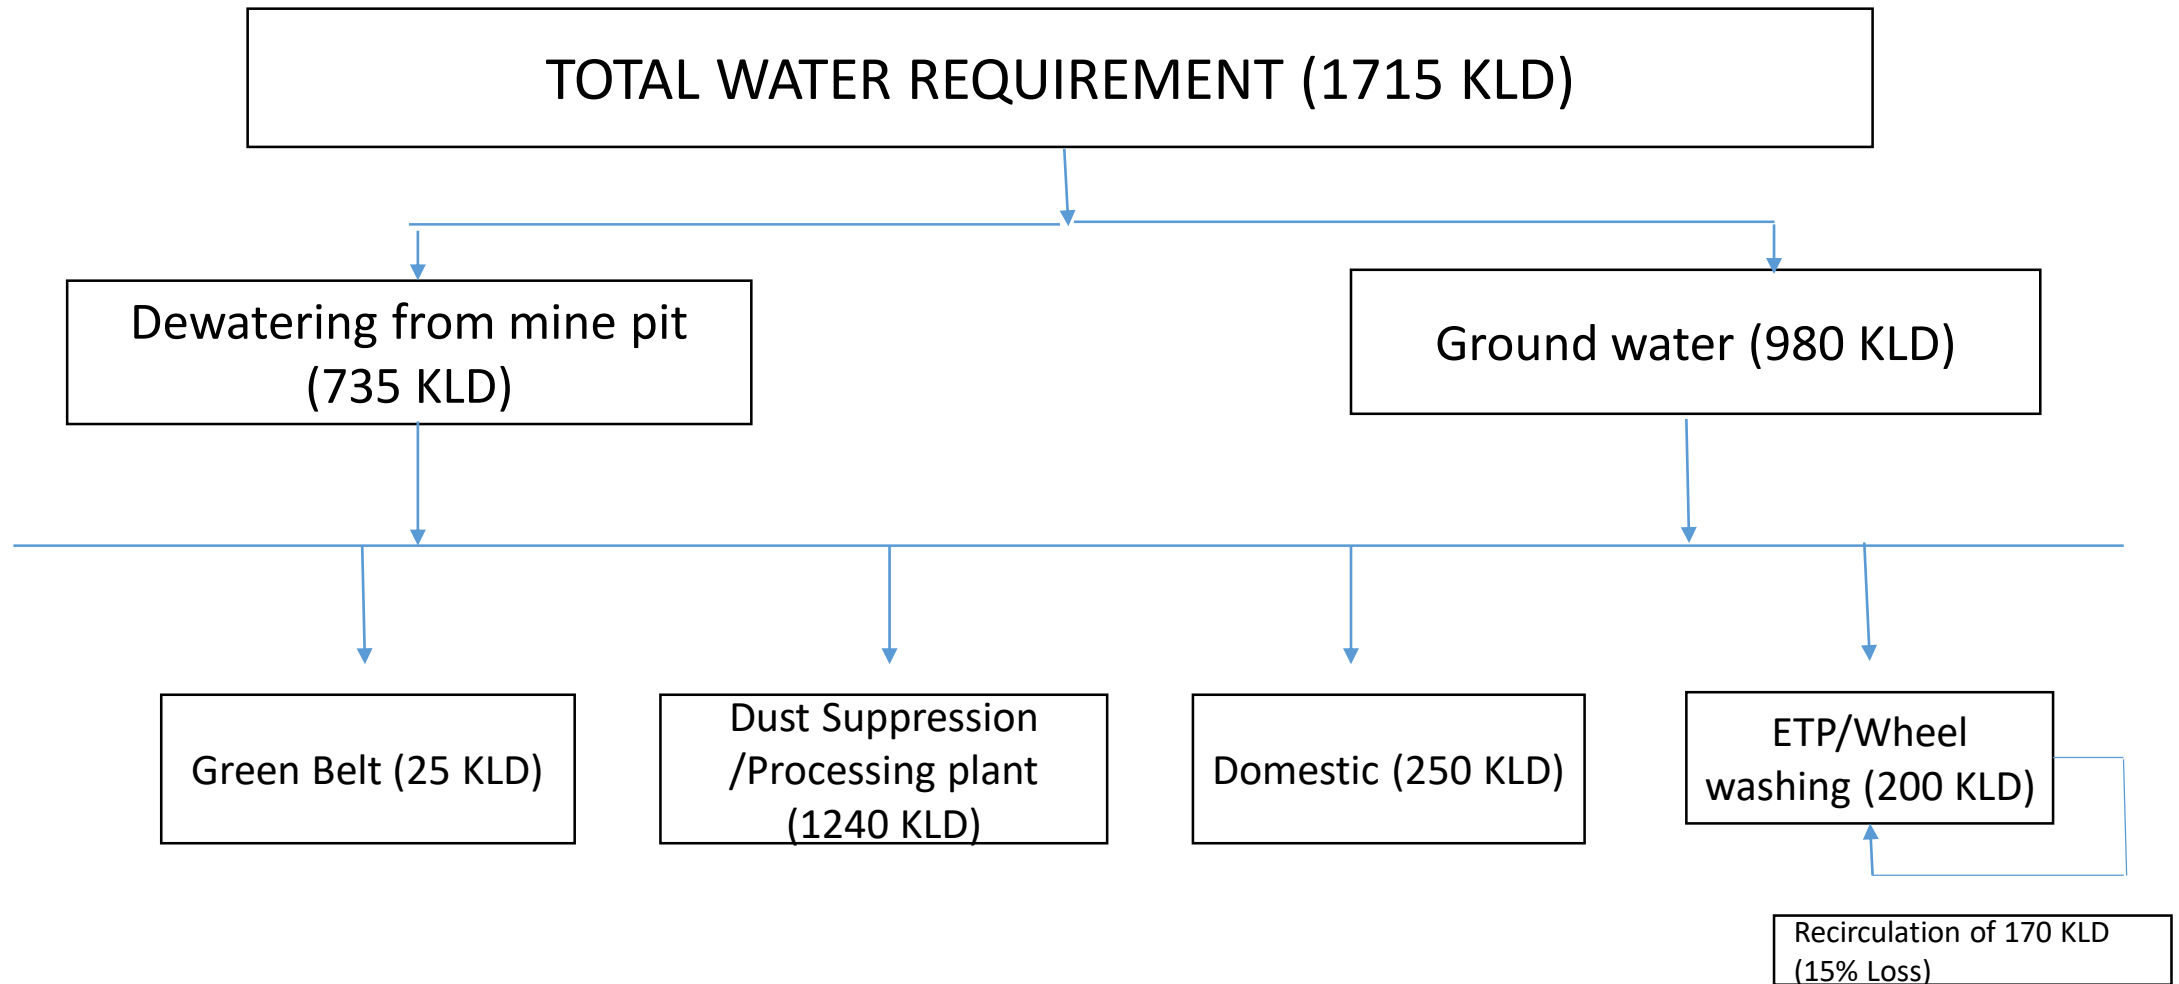 TOTAL WATER REQUIREMENT (1715 KLD)
Dewatering from mine pit
(735 KLD)
Ground water (980 KLD)
Green Belt (25 KLD)
Dust Suppression
/Processing plant
(1240 KLD)
Domestic (250 KLD)
ETP/Wheel
washing (200 KLD)
Recirculation of 170 KLD
(15% Loss)